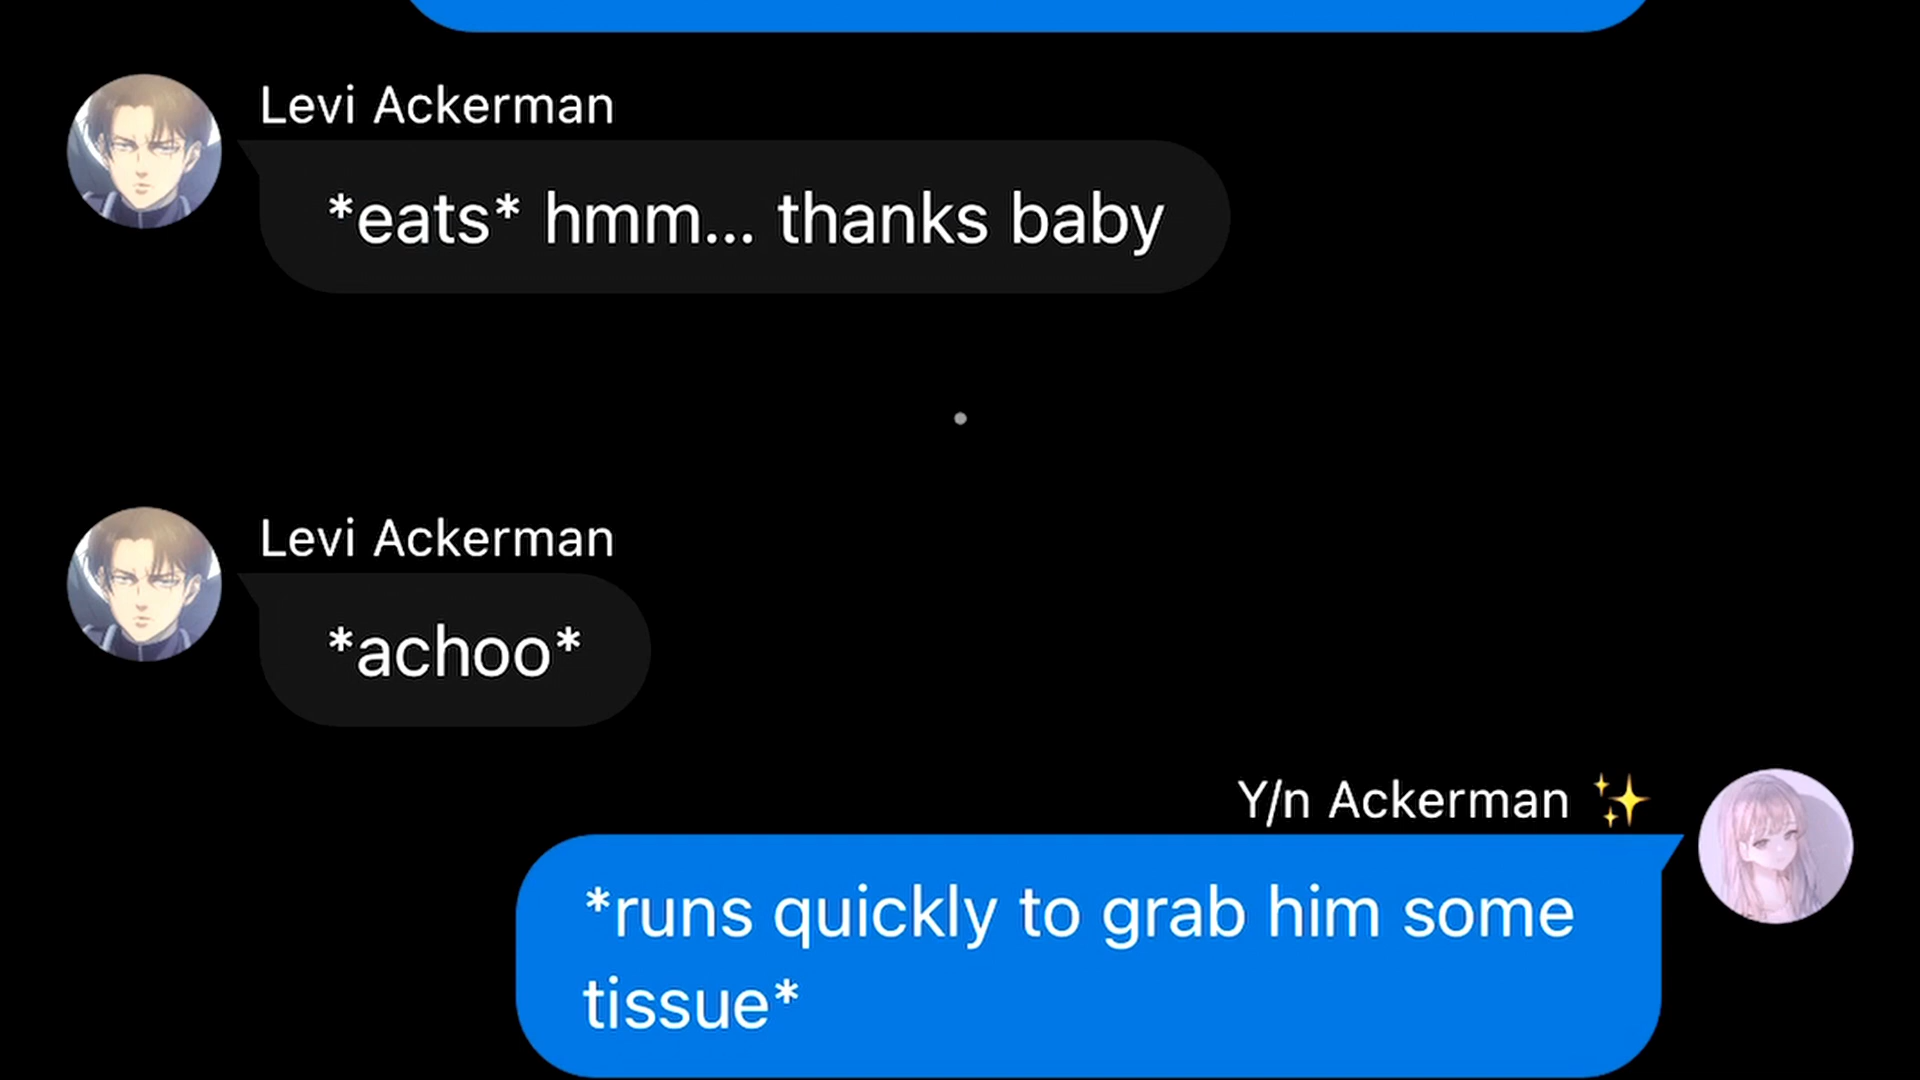 Levi Ackerman
*eats* hmm... thanks baby
Levi Ackerman
*achoo*
Y/n Ackerman ✨
*runs quickly to grab him some
tissue*